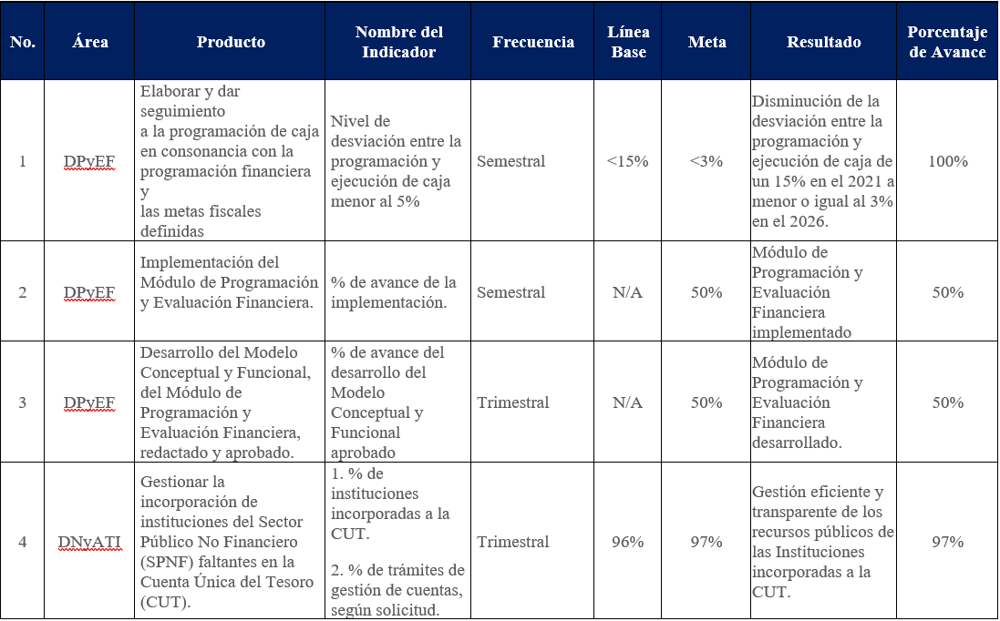 No.
Área
Producto
Nombre del
Indicador
Frecuencia
Línea
Base
Meta
Resultado
Porcentaje
de Avance
1
DPyEF
Elaborar y dar
seguimiento
a la programación de caja
en consonancia con la
programación financiera
y
las metas fiscales
definidas
Nivel de
desviación entre la
programación y
ejecución de caja
menor al 5%
Semestral
<15%
<3%
Disminución de la
desviación entre la
programación y
ejecución de caja de
un 15% en el 2021 a
menor o igual al 3%
en el 2026.
100%
2
DPyEF
Implementación del
Módulo de Programación
y Evaluación Financiera.
% de avance de la
implementación.
Semestral
N/A
50%
Módulo de
Programación y
Evaluación
Financiera
implementado
50%
3
DPyEF
Desarrollo del Modelo
Conceptual y Funcional,
del Módulo de
Programación y
Evaluación Financiera,
redactado y aprobado.
% de avance del
desarrollo del
Modelo
Conceptual y
Funcional
aprobado
Trimestral
N/A
50%
Módulo de
Programación y
Evaluación
Financiera
desarrollado.
50%
4
DNyATI
Gestionar la
incorporación de
instituciones del Sector
Público No Financiero
(SPNF) faltantes en la
Cuenta Única del Tesoro
(CUT).
1. % de
instituciones
incorporadas a la
CUT.
2. % de trámites de
gestión de cuentas,
según solicitud.
Trimestral
96%
97%
Gestión eficiente y
transparente de los
recursos públicos de
las Instituciones
incorporadas a la
CUT.
97%